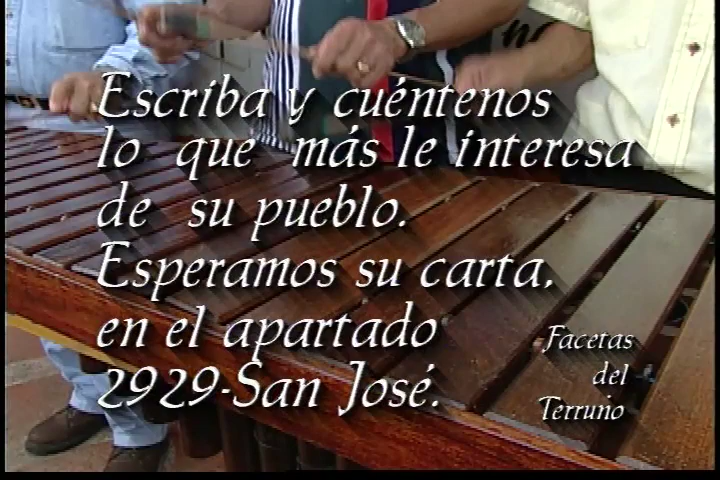 Escriba y cuéntenos
lo que más le interesa
de su pueblo.
Esperamos su carta,
en el apartado
2929-San José.
Facetas
del
Terruño